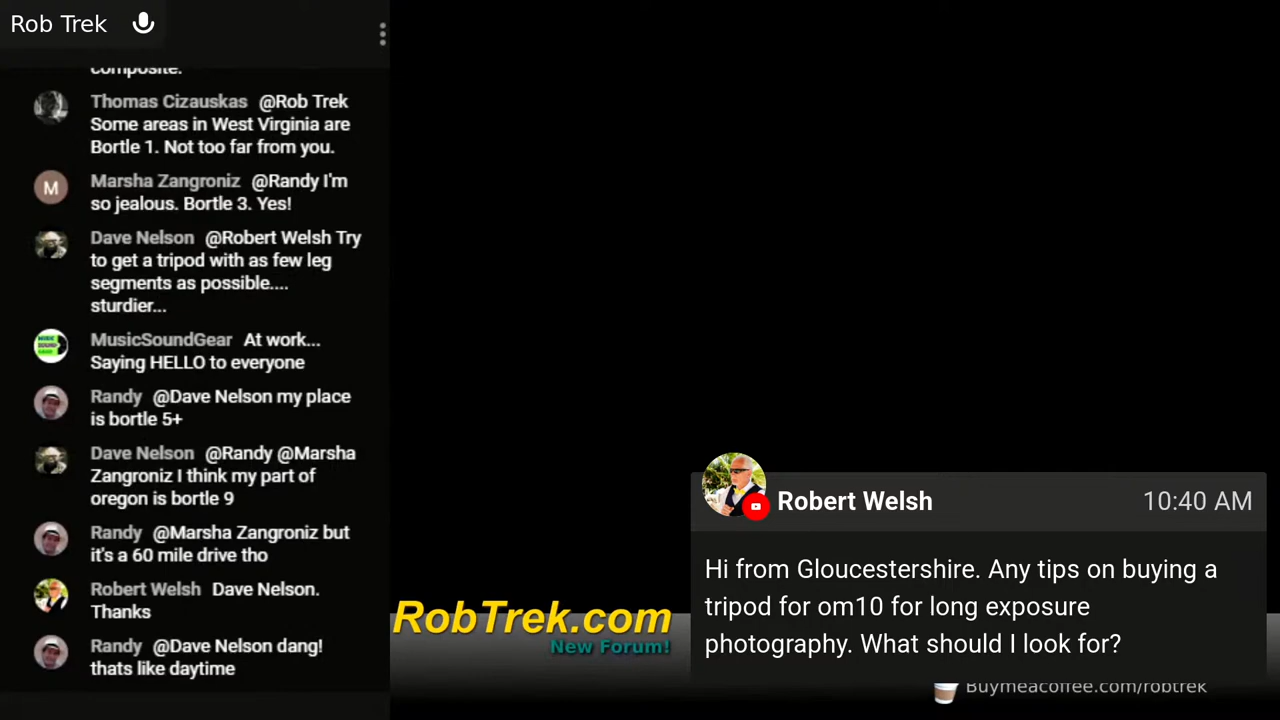 Rob Trek
composite.
Thomas Cizauskas @Rob Trek
Some areas in West Virginia are
Bortle 1. Not too far from you.
M
Marsha Zangroniz @Randy I'm
so jealous. Bortle 3. Yes!
Dave Nelson @Robert Welsh Try
to get a tripod with as few leg
segments as possible....
sturdier...
MusicSoundGear At work...
Saying HELLO to everyone
Randy @Dave Nelson my place
is bortle 5+
Dave Nelson @Randy @Marsha
Zangroniz I think my part of
oregon is bortle 9
Randy @Marsha Zangroniz but
it's a 60 mile drive tho
Robert Welsh Dave Nelson.
Thanks
Randy @Dave Nelson dang!
thats like daytime
RobTrek.com
New Forum!
Robert Welsh 10:40 AM
Hi from Gloucestershire. Any tips on buying a
tripod for om10 for long exposure
photography. What should I look for?
Buymeacoffee.com/robtrek